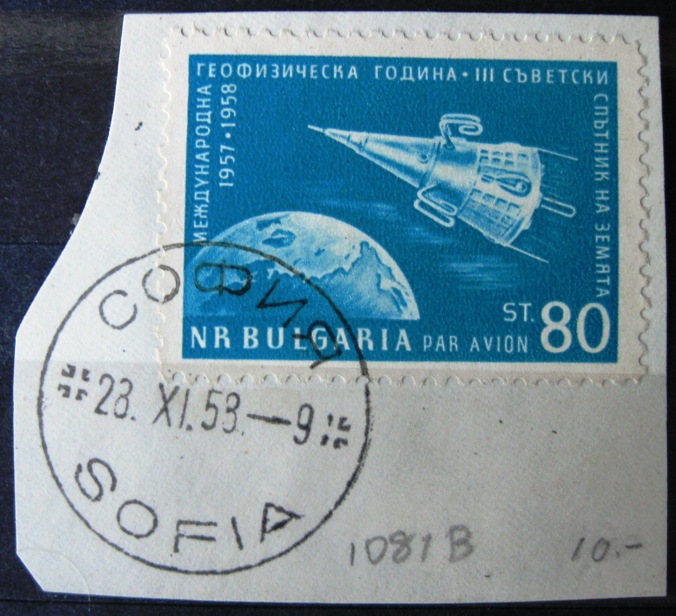 МЕЖДУНАРОДНА
ГЕОФИЗИЧЕСКА ГОДИНА • III СЪВЕТСКИ
СПЪТНИК НА ЗЕМЯТА
1957 • 1958
ST. 80
NR BULGARIA PAR AVION
СОФИЯ
28. XI. 58. — 9
SOFIA
1081 B
10.-